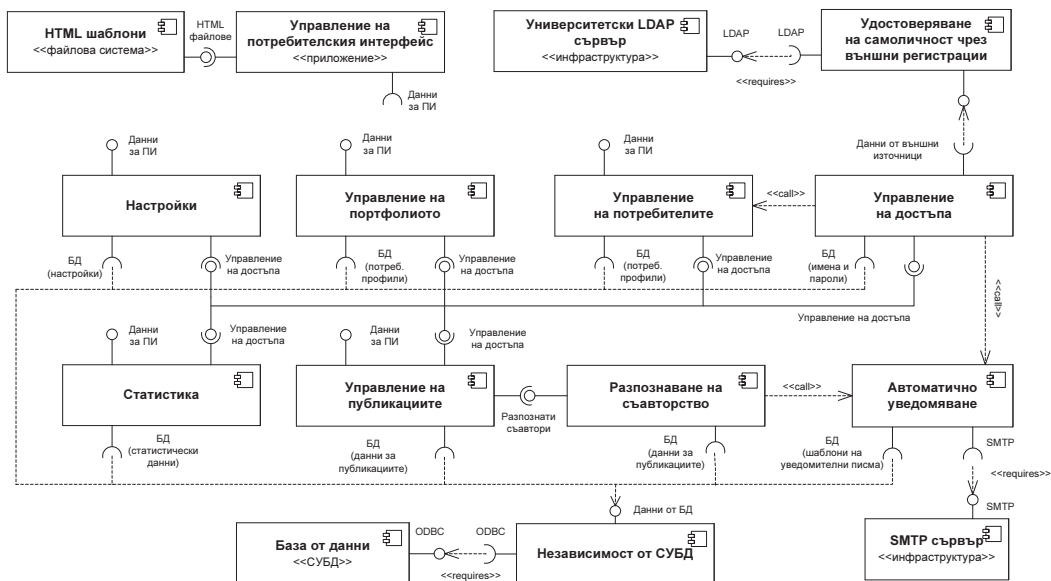 HTML шаблони
<<файлова система>>
HTML
файлове
Управление на
потребителския интерфейс
<<приложение>>
Данни
за ПИ
Университетски LDAP
сървър
<<инфраструктура>>
LDAP
LDAP
<<requires>>
Удостоверяване
на самоличност чрез
външни регистрации
Данни от външни
източници
Данни
за ПИ
Данни
за ПИ
Данни
за ПИ
Настройки
Управление на
портфолиото
Управление
на потребителите
<<call>>
Управление
на достъпа
БД
(настройки)
Управление
на достъпа
БД
(потреб.
профили)
Управление
на достъпа
БД
(потреб.
профили)
Управление
на достъпа
БД
(имена и
пароли)
Управление на достъпа
<<call>>
Данни
за ПИ
Управление
на достъпа
Данни
за ПИ
Управление
на достъпа
Статистика
Управление на
публикациите
Разпознати
съавтори
Разпознаване на
съавторство
<<call>>
Автоматично
уведомяване
БД
(статистически
данни)
БД
(данни за
публикациите)
БД
(данни за
публикациите)
БД
(шаблони на
уведомителни писма)
SMTP
<<requires>>
SMTP
Данни от БД
База от данни
<<СУБД>>
ODBC
ODBC
<<requires>>
Независимост от СУБД
SMTP сървър
<<инфраструктура>>